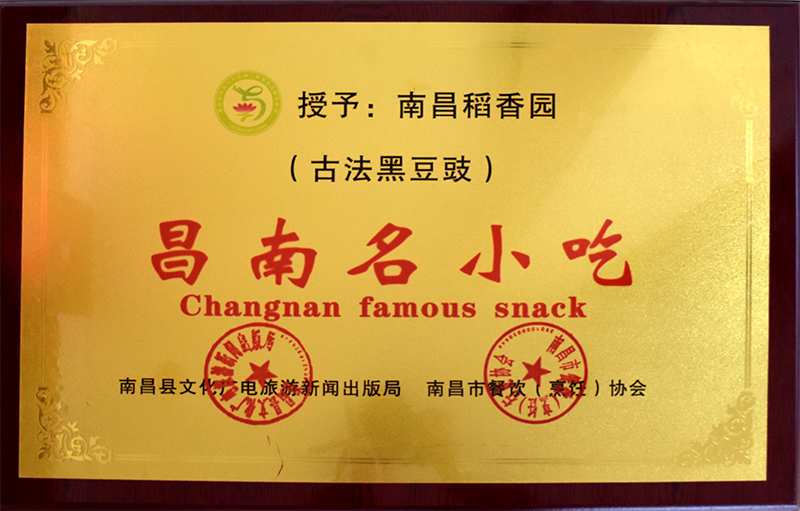 授予：南昌稻香园
（古法黑豆豉）
昌南名小吃
Changnan famous snack
南昌县文化广电旅游新闻出版局 南昌市餐饮（烹饪）协会